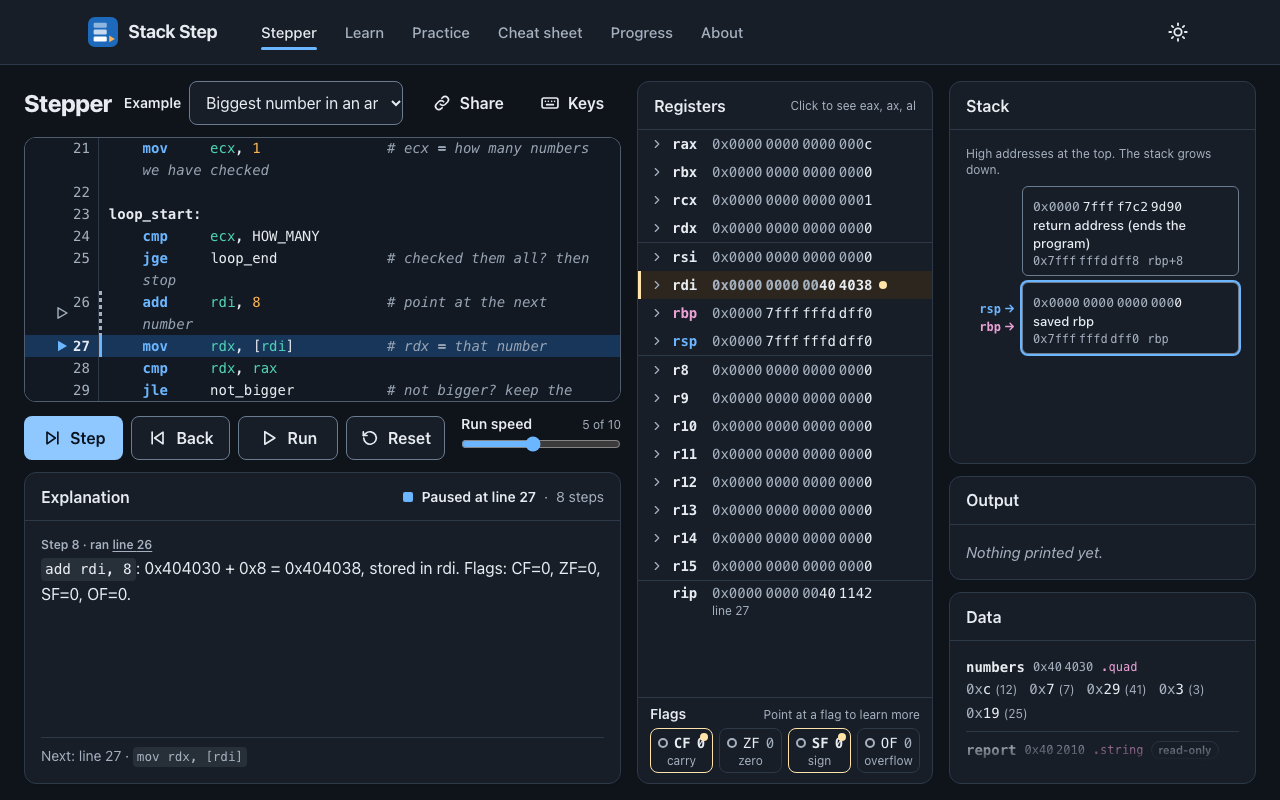 Stack Step
Stepper
Learn
Practice
Cheat sheet
Progress
About
Stepper
Example
Biggest number in an ar
Share
Keys
21 mov ecx, 1 # ecx = how many numbers
we have checked
22
23 loop_start:
24 cmp ecx, HOW_MANY
25 jge loop_end # checked them all? then
stop
26 add rdi, 8 # point at the next
number
27 mov rdx, [rdi] # rdx = that number
28 cmp rdx, rax
29 jle not_bigger # not bigger? keep the
Step
Back
Run
Reset
Run speed
5 of 10
Explanation
Paused at line 27 · 8 steps
Step 8 · ran line 26
add rdi, 8: 0x404030 + 0x8 = 0x404038, stored in rdi. Flags: CF=0, ZF=0,
SF=0, OF=0.
Next: line 27 · mov rdx, [rdi]
Registers
Click to see eax, ax, al
rax 0x0000 0000 0000 000c
rbx 0x0000 0000 0000 0000
rcx 0x0000 0000 0000 0001
rdx 0x0000 0000 0000 0000
rsi 0x0000 0000 0000 0000
rdi 0x0000 0000 0040 4038
rbp 0x0000 7fff fffd dff0
rsp 0x0000 7fff fffd dff0
r8 0x0000 0000 0000 0000
r9 0x0000 0000 0000 0000
r10 0x0000 0000 0000 0000
r11 0x0000 0000 0000 0000
r12 0x0000 0000 0000 0000
r13 0x0000 0000 0000 0000
r14 0x0000 0000 0000 0000
r15 0x0000 0000 0000 0000
rip 0x0000 0000 0040 1142
line 27
Flags
Point at a flag to learn more
CF 0
carry
ZF 0
zero
SF 0
sign
OF 0
overflow
Stack
High addresses at the top. The stack grows
down.
0x0000 7fff f7c2 9d90
return address (ends the
program)
0x7fff fffd dff8 rbp+8
rsp →
rbp →
0x0000 0000 0000 0000
saved rbp
0x7fff fffd dff0 rbp
Output
Nothing printed yet.
Data
numbers 0x40 4030 .quad
0xc (12) 0x7 (7) 0x29 (41) 0x3 (3)
0x19 (25)
report 0x40 2010 .string read-only